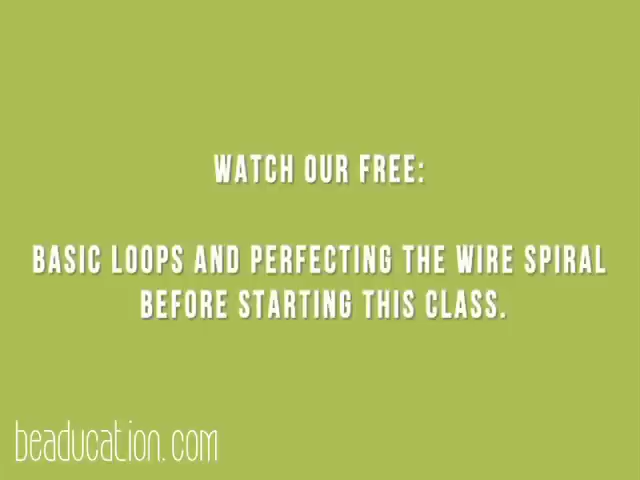 WATCH OUR FREE:
BASIC LOOPS AND PERFECTING THE WIRE SPIRAL
BEFORE STARTING THIS CLASS.
beaducation.com